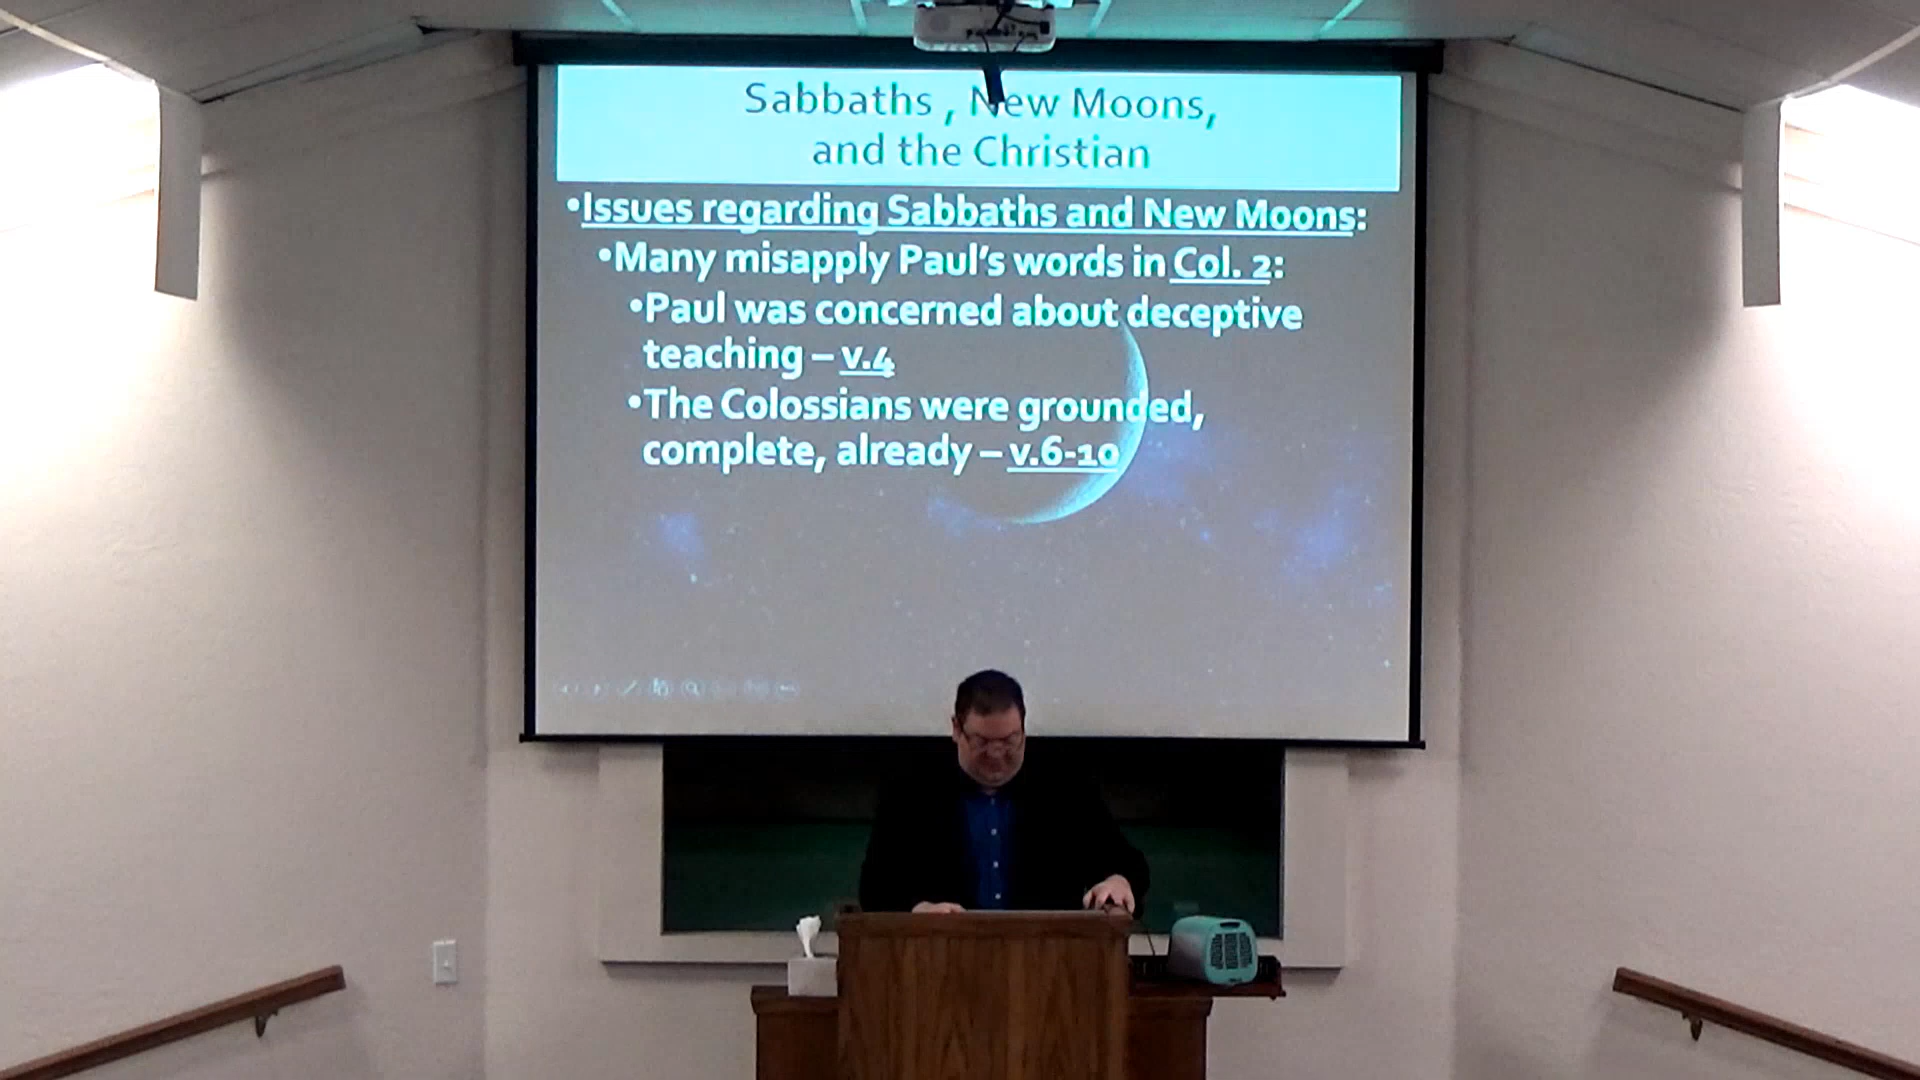 Sabbaths , New Moons,
and the Christian
•Issues regarding Sabbaths and New Moons:
•Many misapply Paul's words in Col. 2:
•Paul was concerned about deceptive
teaching – v.4
•The Colossians were grounded,
complete, already – v.6-10